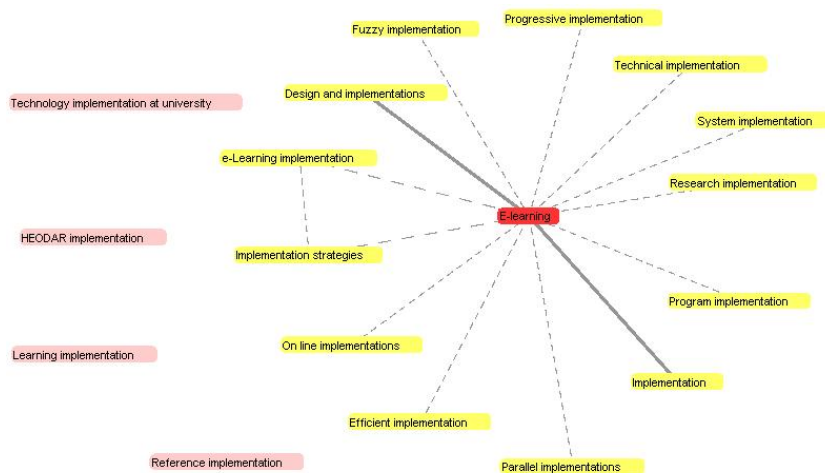 Progressive implementation
Fuzzy implementation
Technical implementation
Design and implementations
Technology implementation at university
System implementation
e-Learning implementation
Research implementation
E-learning
HEODAR implementation
Implementation strategies
Program implementation
On line implementations
Learning implementation
Implementation
Efficient implementation
Reference implementation
Parallel implementations